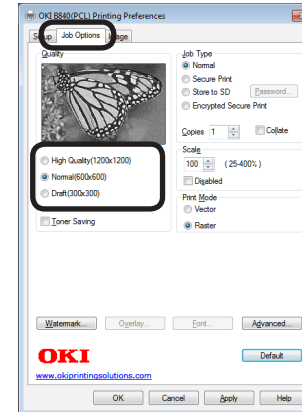 OKI B840(PCL) Printing Preferences
Setup Job Options Image
Quality
High Quality(1200x1200)
Normal(600x600)
Draft(300x300)
Toner Saving
Job Type
Normal
Secure Print
Store to SD Password...
Encrypted Secure Print
Copies 1 Collate
Scale
100 (25-400%)
Disabled
Print Mode
Vector
Raster
Watermark... Overlay... Font... Advanced...
OKI Default
www.okiprintingsolutions.com
OK Cancel Apply Help